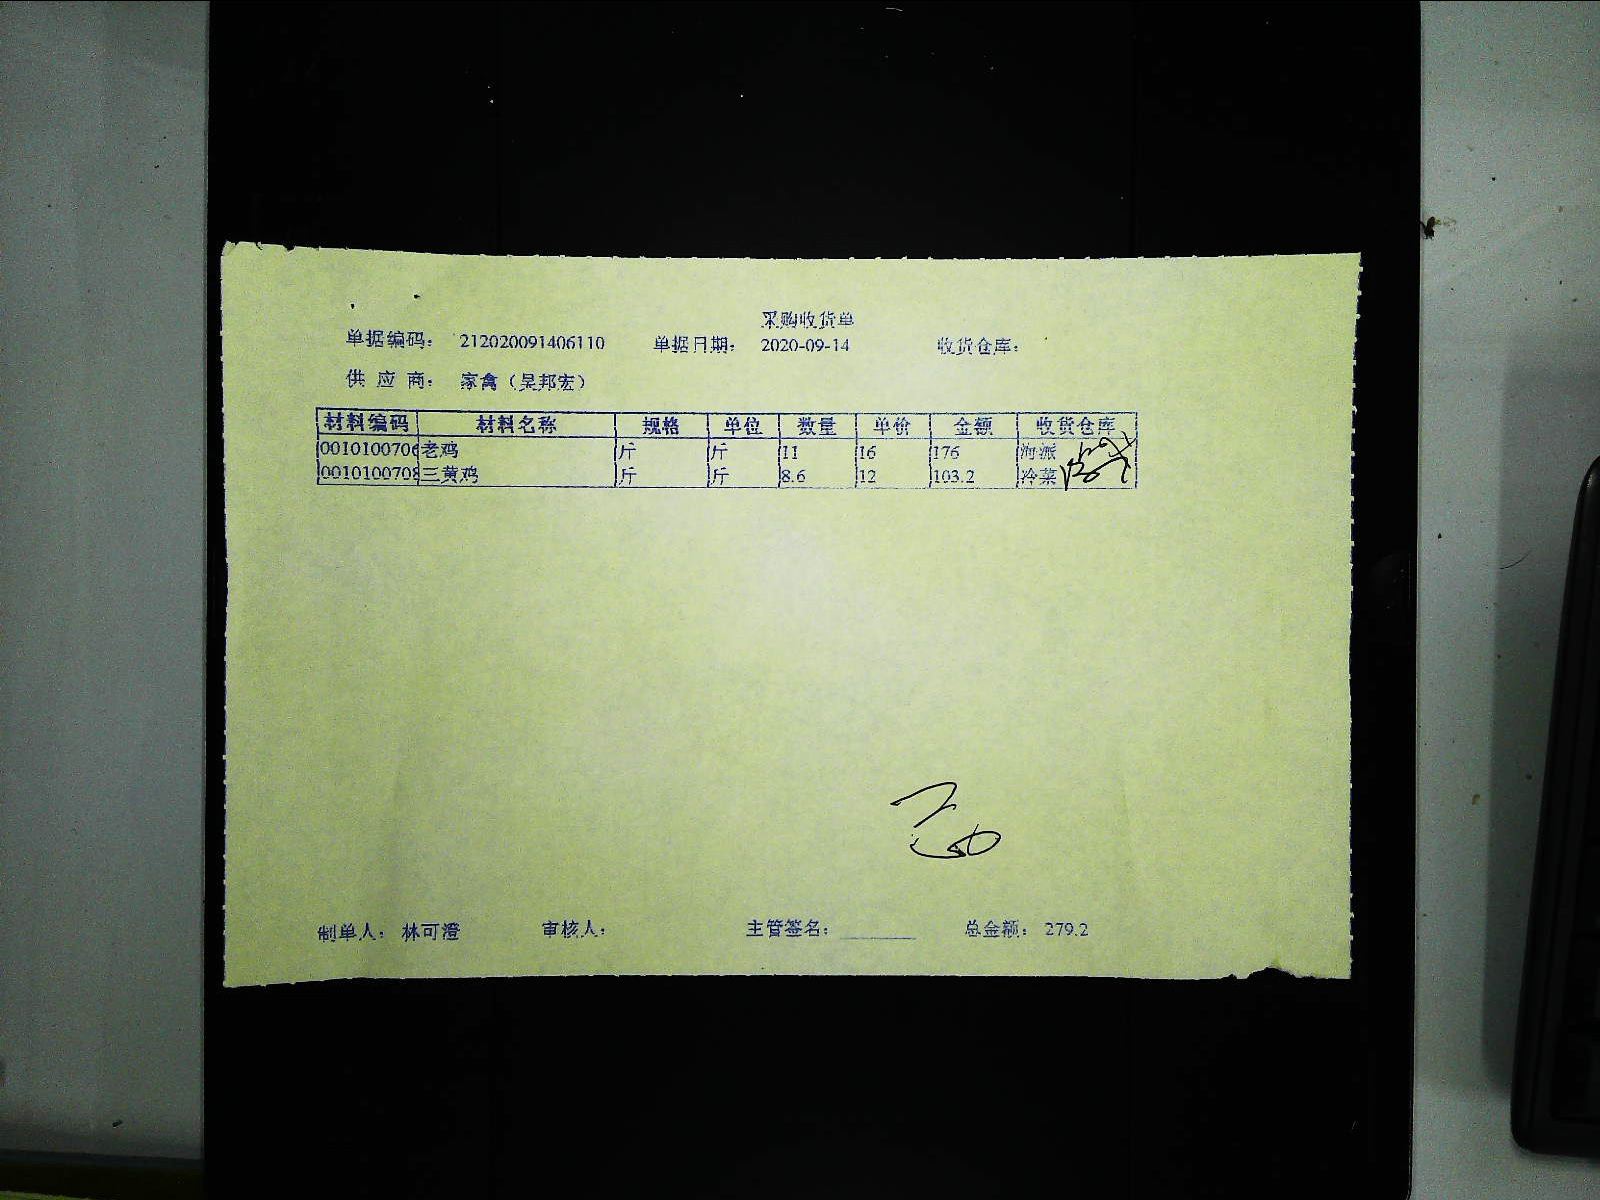 采购收货单
单据编码： 212020091406110 单据日期： 2020-09-14 收货仓库：
供 应 商： 家禽（吴邦宏）
材料编码 材料名称 规格 单位 数量 单价 金额 收货仓库
0010100706 老鸡 斤 斤 11 16 176 海派
0010100708 三黄鸡 斤 斤 8.6 12 103.2 冷菜
制单人： 林可澄 审核人： 主管签名： 总金额： 279.2